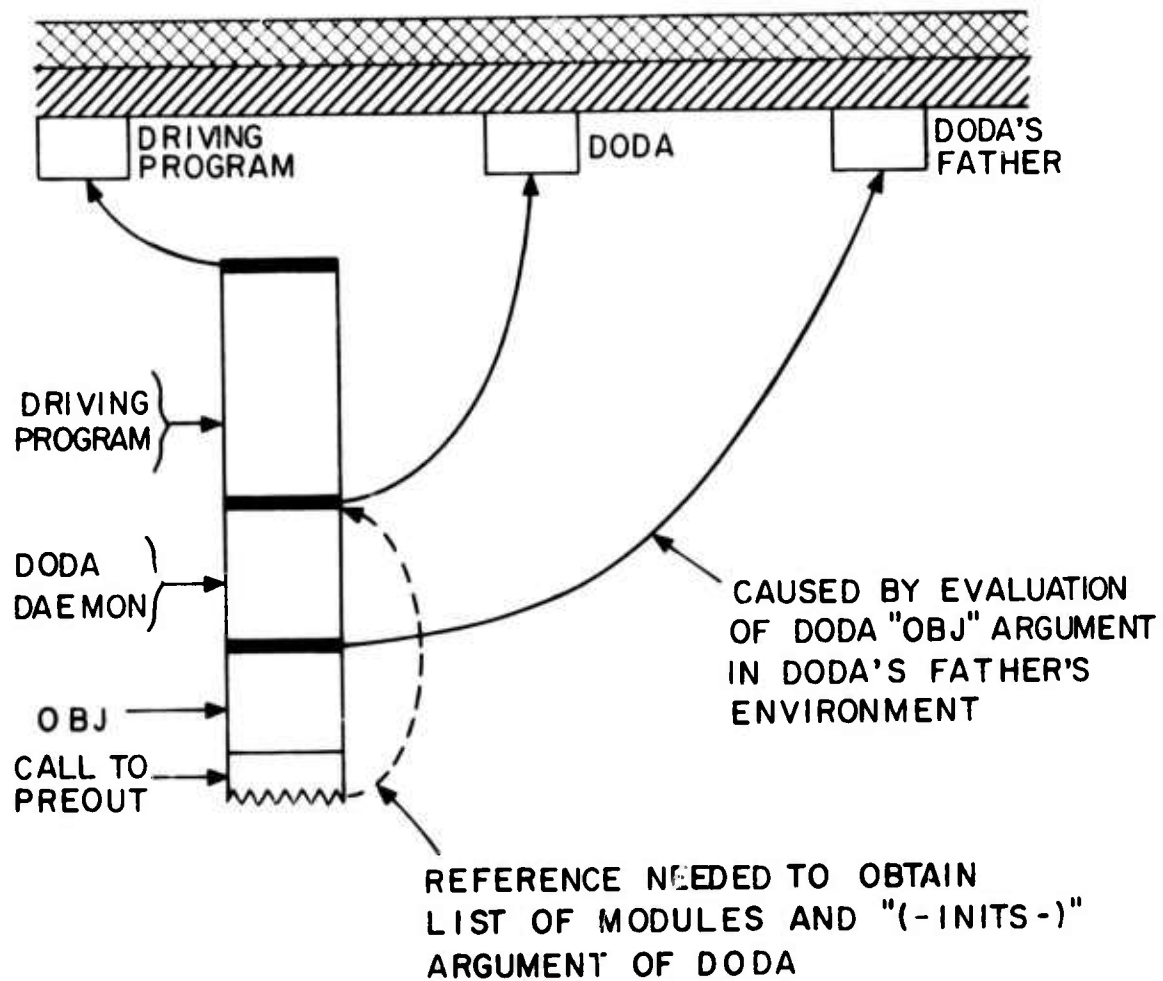 DRIVING
PROGRAM
DODA
DODA'S
FATHER
DRIVING
PROGRAM
DODA
DAEMON
OBJ
CALL TO
PREOUT
CAUSED BY EVALUATION
OF DODA "OBJ" ARGUMENT
IN DODA'S FATHER'S
ENVIRONMENT
REFERENCE NEEDED TO OBTAIN
LIST OF MODULES AND "(-INITS-)"
ARGUMENT OF DODA